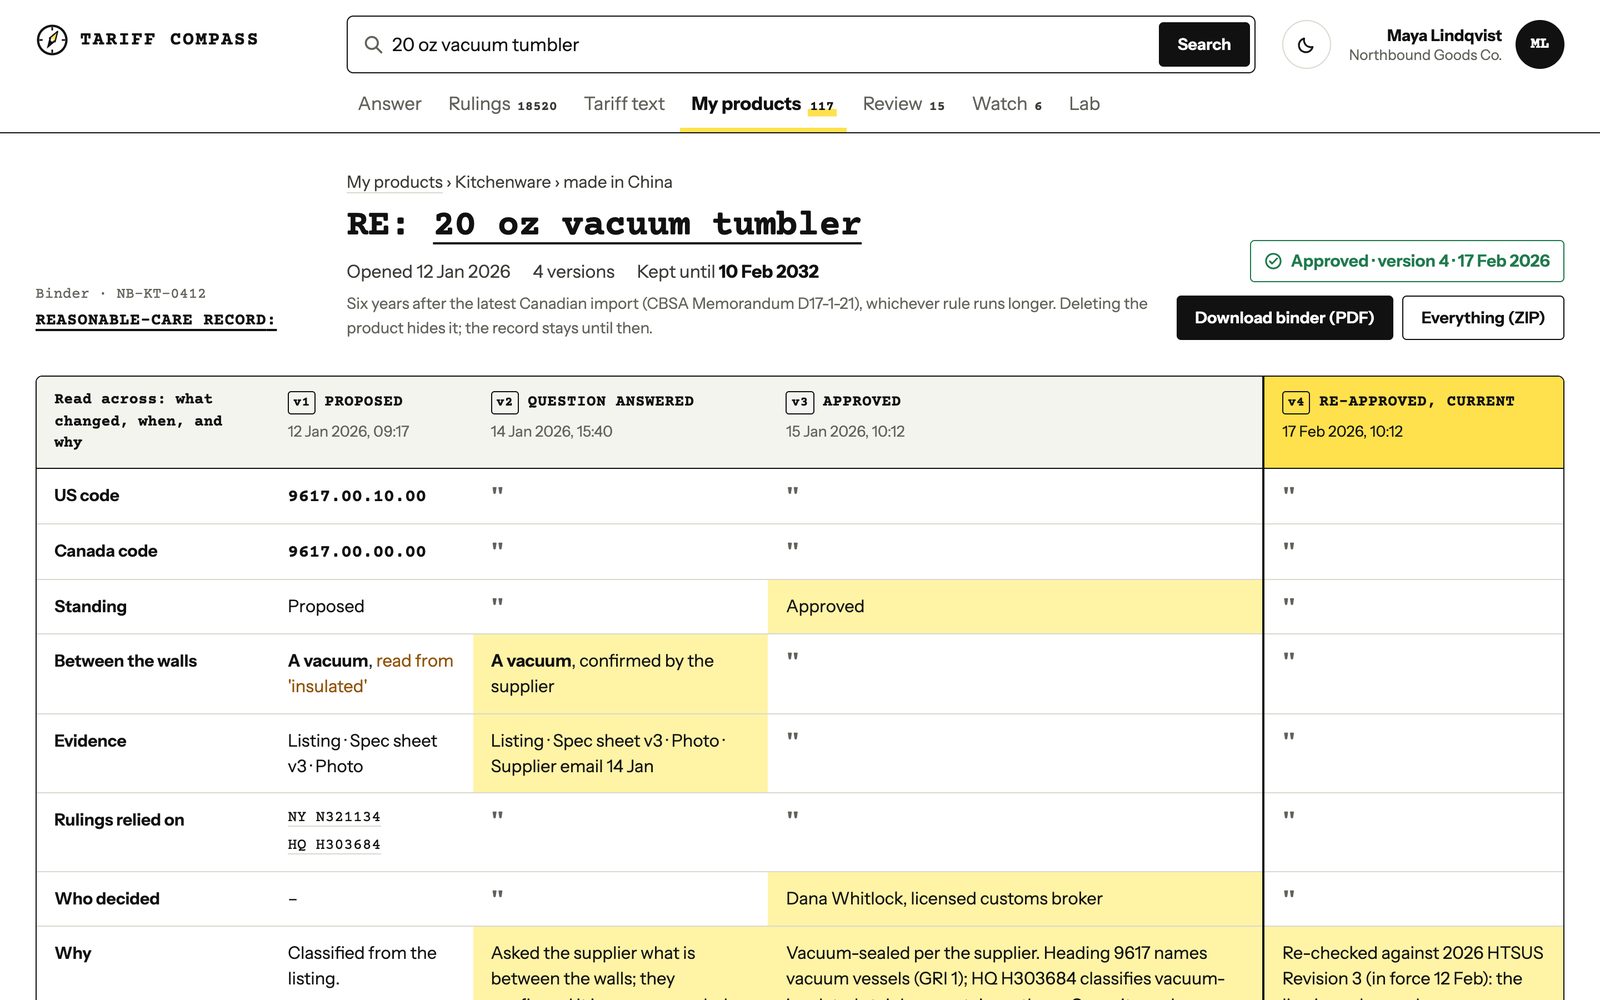 TARIFF COMPASS
20 oz vacuum tumbler
Search
Maya Lindqvist
Northbound Goods Co.
ML
Answer
Rulings 18520
Tariff text
My products 117
Review 15
Watch 6
Lab
My products › Kitchenware › made in China
RE: 20 oz vacuum tumbler
Opened 12 Jan 2026 4 versions Kept until 10 Feb 2032
Six years after the latest Canadian import (CBSA Memorandum D17-1-21), whichever rule runs longer. Deleting the
product hides it; the record stays until then.
Binder · NB-KT-0412
REASONABLE-CARE RECORD:
Approved · version 4 · 17 Feb 2026
Download binder (PDF)
Everything (ZIP)
Read across: what
changed, when, and
why
v1 PROPOSED
12 Jan 2026, 09:17
v2 QUESTION ANSWERED
14 Jan 2026, 15:40
v3 APPROVED
15 Jan 2026, 10:12
v4 RE-APPROVED, CURRENT
17 Feb 2026, 10:12
US code 9617.00.10.00 " " "
Canada code 9617.00.00.00 " " "
Standing Proposed " Approved "
Between the walls
A vacuum, read from
'insulated'
A vacuum, confirmed by the
supplier
" "
Evidence
Listing · Spec sheet
v3 · Photo
Listing · Spec sheet v3 · Photo ·
Supplier email 14 Jan
" "
Rulings relied on
NY N321134
HQ H303684
" " "
Who decided – " Dana Whitlock, licensed customs broker "
Why
Classified from the
listing.
Asked the supplier what is
between the walls; they
Vacuum-sealed per the supplier. Heading 9617 names
vacuum vessels (GRI 1); HQ H303684 classifies vacuum-
Re-checked against 2026 HTSUS
Revision 3 (in force 12 Feb): the